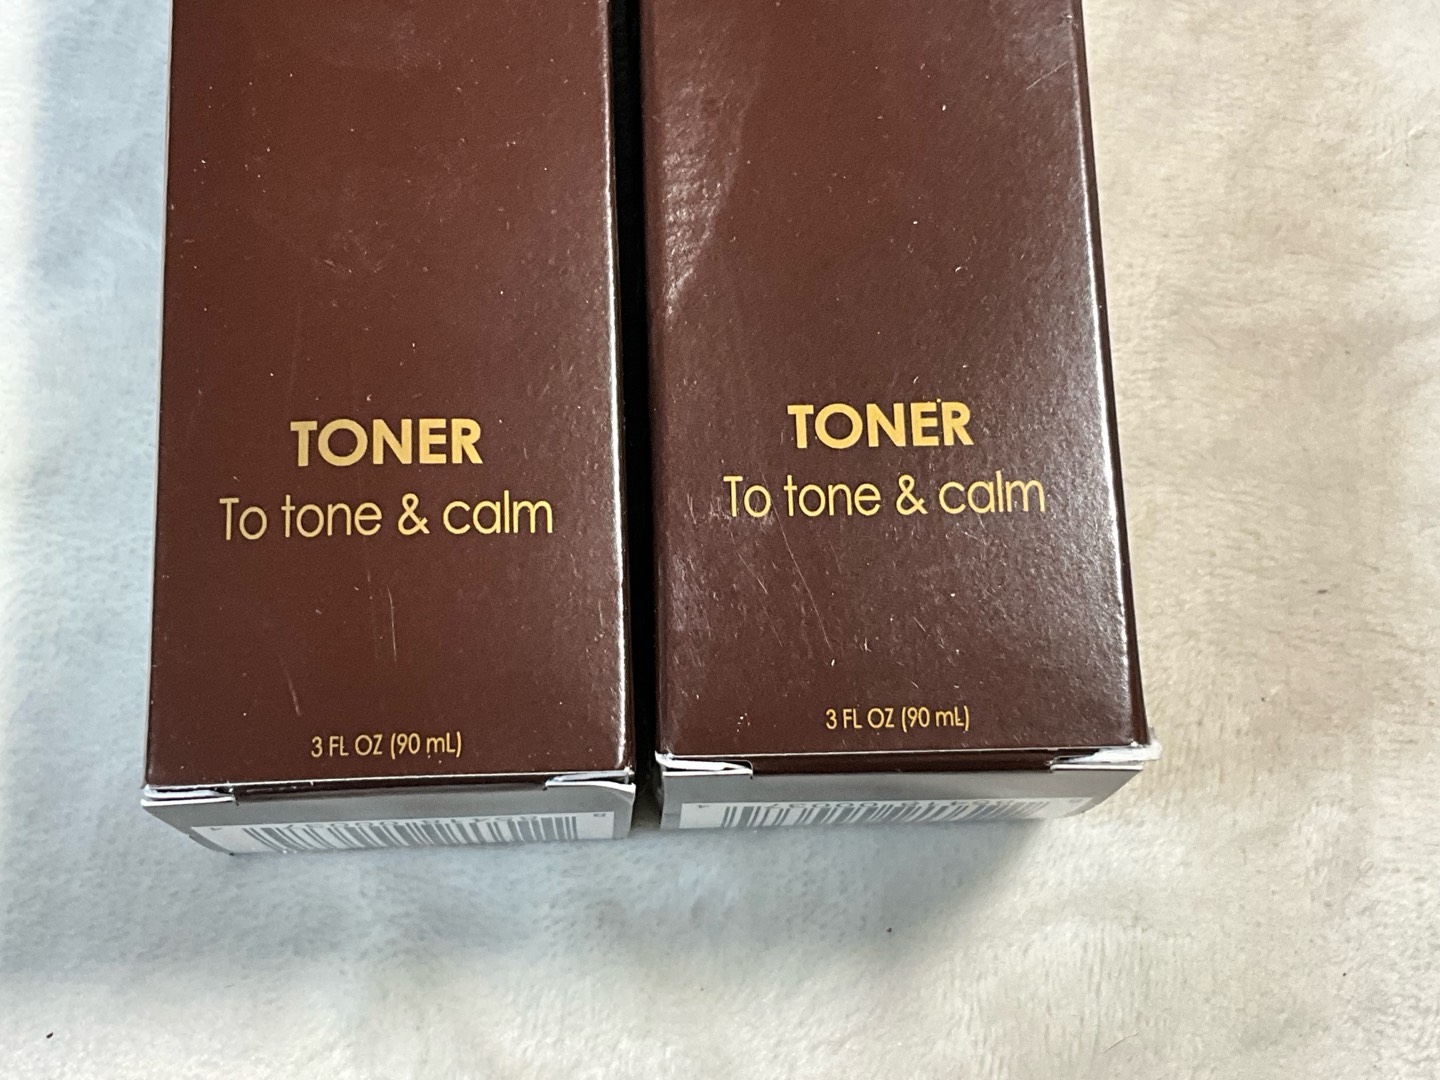 TONER
To tone & calm
3 FL OZ (90 mL)
TONER
To tone & calm
3 FL OZ (90 mL)